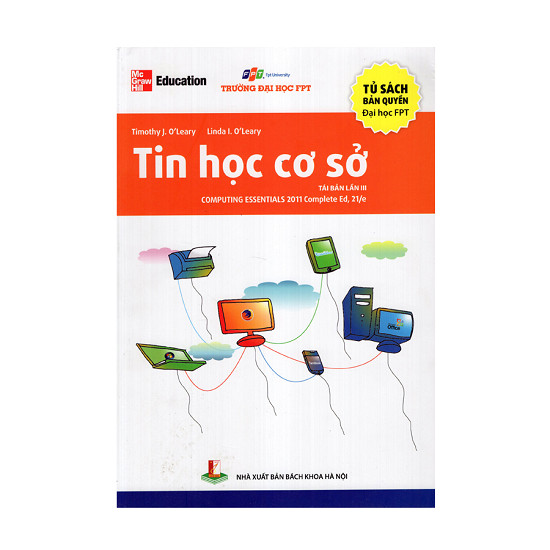 Mc
Graw
Hill
Education
FPT. Fpt University
TRƯỜNG ĐẠI HỌC FPT
TỦ SÁCH
BẢN QUYỀN
Đại học FPT
Timothy J. O'Leary Linda I. O'Leary
Tin học cơ sở
TÁI BẢN LẦN III
COMPUTING ESSENTIALS 2011 Complete Ed, 21/e
Office
NHÀ XUẤT BẢN BÁCH KHOA HÀ NỘI